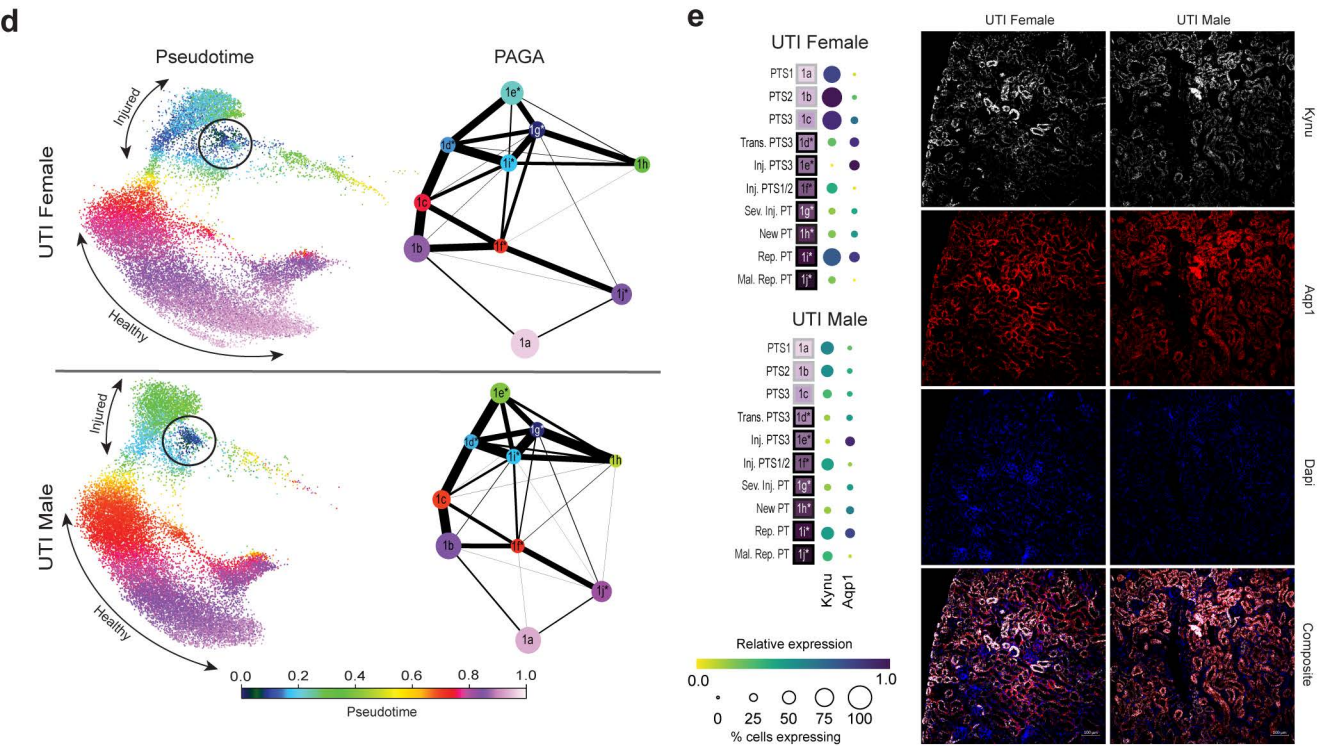 d
Pseudotime
PAGA
UTI Female
Injured
Healthy
1e*
1g*
1d*
1i*
1h
1c
1b
1f*
1j*
1a
UTI Male
Injured
Healthy
1e*
1g*
1d*
1i*
1h
1c
1b
1f*
1j*
1a
0.0 0.2 0.4 0.6 0.8 1.0
Pseudotime
e
UTI Female
PTS1 1a
PTS2 1b
PTS3 1c
Trans. PTS3 1d*
Inj. PTS3 1e*
Inj. PTS1/2 1f*
Sev. Inj. PT 1g*
New PT 1h*
Rep. PT 1i*
Mal. Rep. PT 1j*
UTI Male
PTS1 1a
PTS2 1b
PTS3 1c
Trans. PTS3 1d*
Inj. PTS3 1e*
Inj. PTS1/2 1f*
Sev. Inj. PT 1g*
New PT 1h*
Rep. PT 1i*
Mal. Rep. PT 1j*
Kynu Aqp1
Relative expression
0.0 1.0
0 25 50 75 100
% cells expressing
UTI Female UTI Male
Kynu
Aqp1
Dapi
Composite